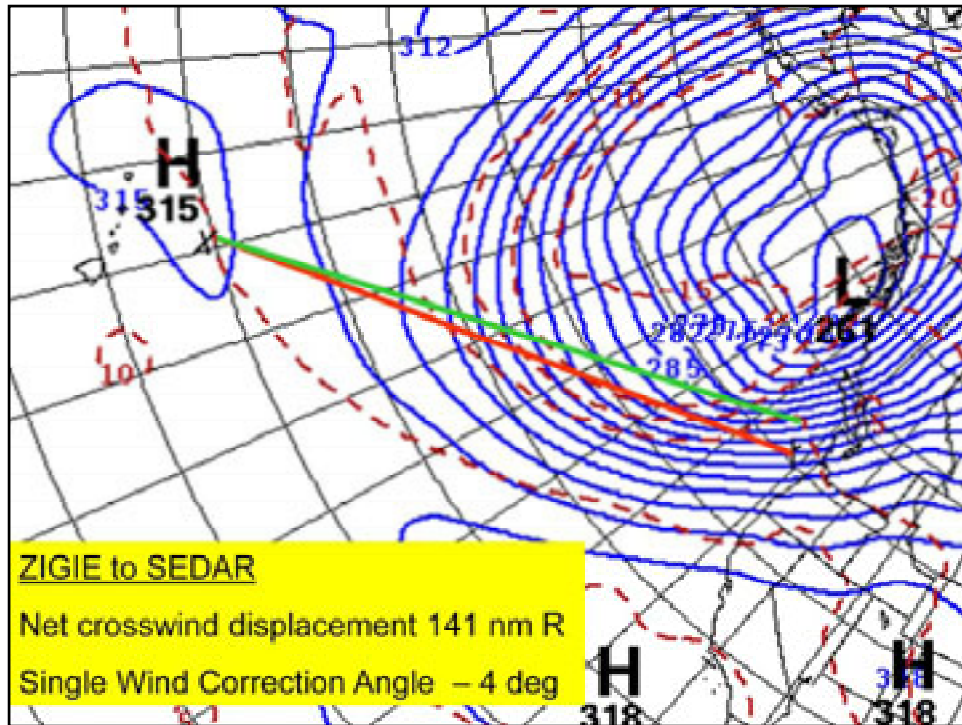 312
-10
H
315
315
-20
-15
L
261
282
285
10
ZIGIE to SEDAR
Net crosswind displacement 141 nm R
Single Wind Correction Angle – 4 deg
H
318
H
318